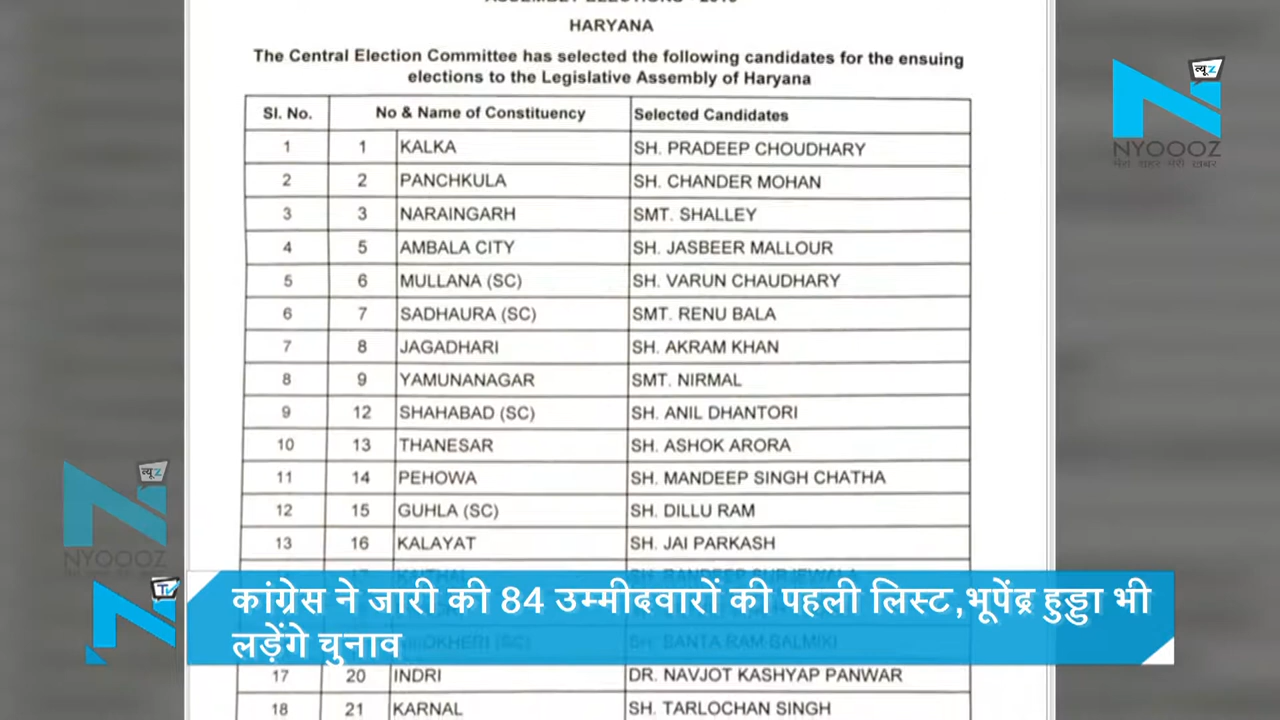 HARYANA
The Central Election Committee has selected the following candidates for the ensuing
elections to the Legislative Assembly of Haryana
Sl. No. No & Name of Constituency Selected Candidates
1 1 KALKA SH. PRADEEP CHOUDHARY
2 2 PANCHKULA SH. CHANDER MOHAN
3 3 NARAINGARH SMT. SHALLEY
4 5 AMBALA CITY SH. JASBEER MALLOUR
5 6 MULLANA (SC) SH. VARUN CHAUDHARY
6 7 SADHAURA (SC) SMT. RENU BALA
7 8 JAGADHARI SH. AKRAM KHAN
8 9 YAMUNANAGAR SMT. NIRMAL
9 12 SHAHABAD (SC) SH. ANIL DHANTORI
10 13 THANESAR SH. ASHOK ARORA
11 14 PEHOWA SH. MANDEEP SINGH CHATHA
12 15 GUHLA (SC) SH. DILLU RAM
13 16 KALAYAT SH. JAI PARKASH
17 20 INDRI DR. NAVJOT KASHYAP PANWAR
18 21 KARNAL SH. TARLOCHAN SINGH
कांग्रेस ने जारी की 84 उम्मीदवारों की पहली लिस्ट,भूपेंद्र हुड्डा भी
लड़ेंगे चुनाव
न्यूz
NYOOOZ
मेरा शहर मेरी खबर
न्यूz
NYOOOZ
TV